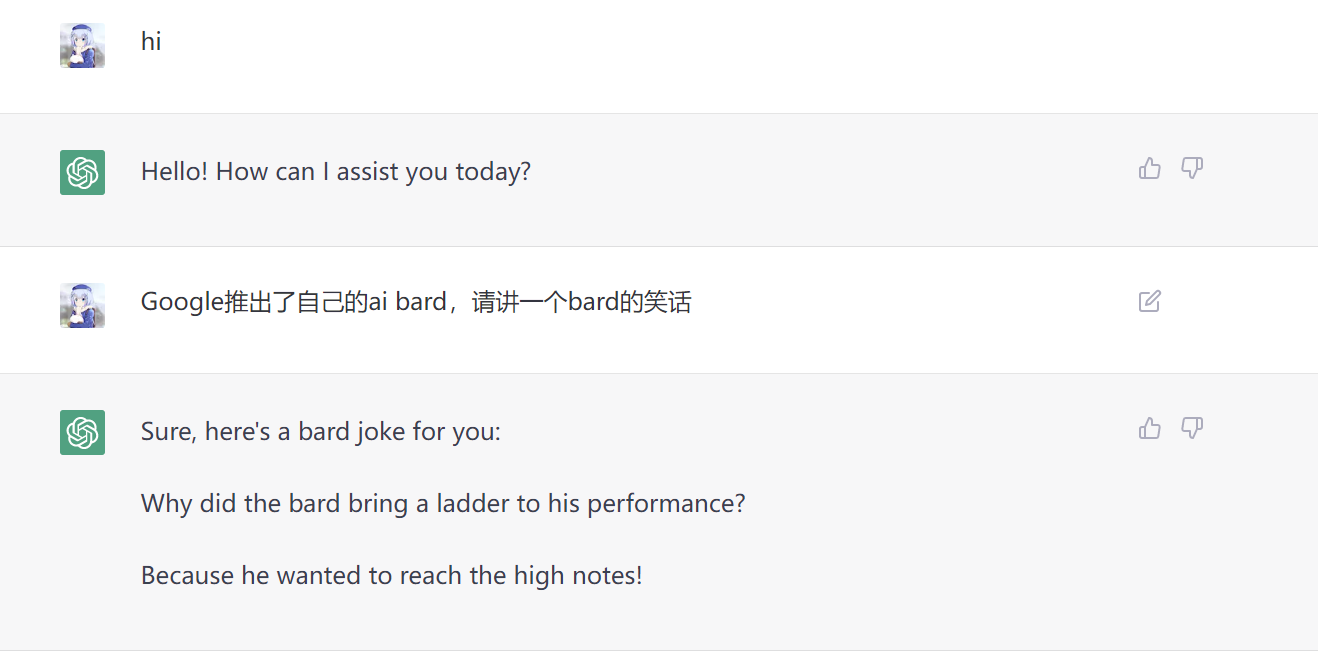 hi
Hello! How can I assist you today?
Google推出了自己的ai bard，请讲一个bard的笑话
Sure, here's a bard joke for you:
Why did the bard bring a ladder to his performance?
Because he wanted to reach the high notes!